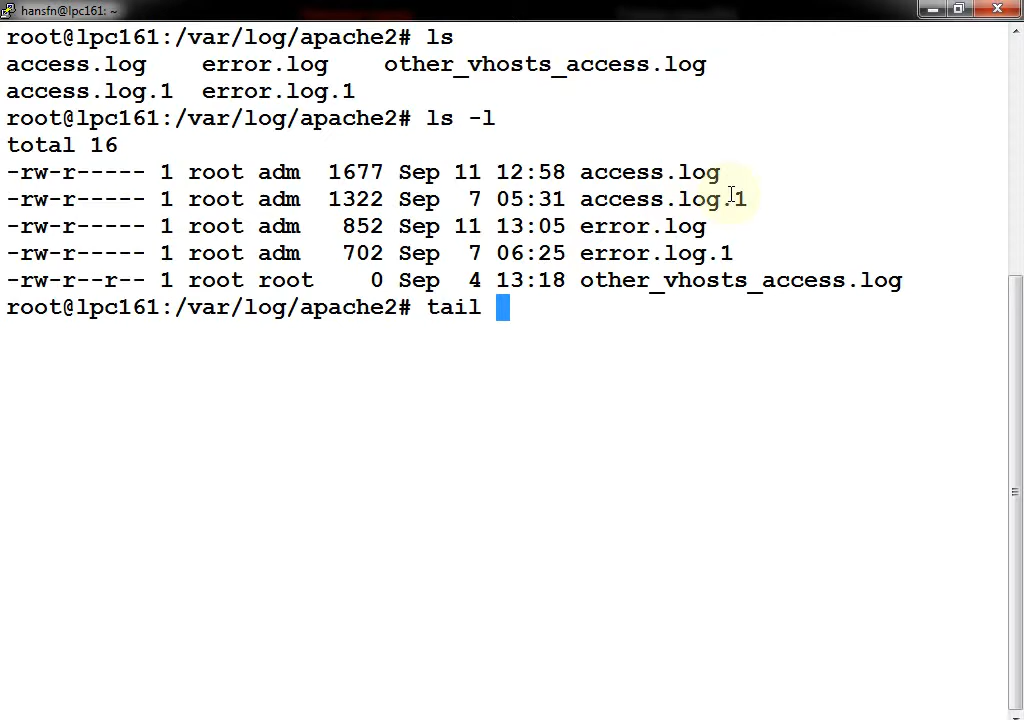 hansfn@lpc161: ~
root@lpc161:/var/log/apache2# ls
access.log    error.log    other_vhosts_access.log
access.log.1  error.log.1
root@lpc161:/var/log/apache2# ls -l
total 16
-rw-r----- 1 root adm  1677 Sep 11 12:58 access.log
-rw-r----- 1 root adm  1322 Sep  7 05:31 access.log.1
-rw-r----- 1 root adm   852 Sep 11 13:05 error.log
-rw-r----- 1 root adm   702 Sep  7 06:25 error.log.1
-rw-r--r-- 1 root root    0 Sep  4 13:18 other_vhosts_access.log
root@lpc161:/var/log/apache2# tail